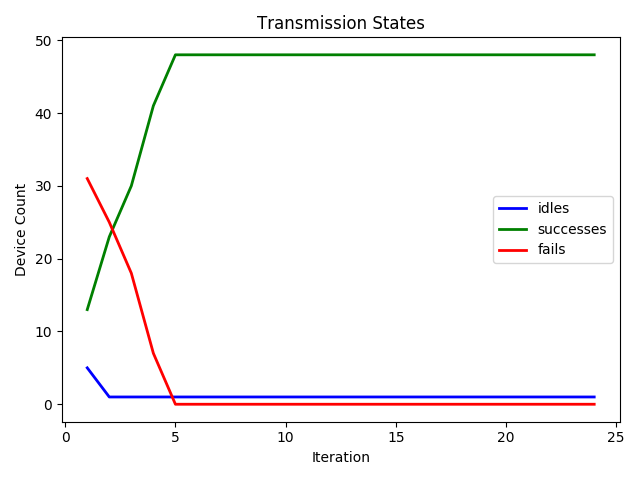 Transmission States
50
40
30
20
10
0
Device Count
idles
successes
fails
0 5 10 15 20 25
Iteration